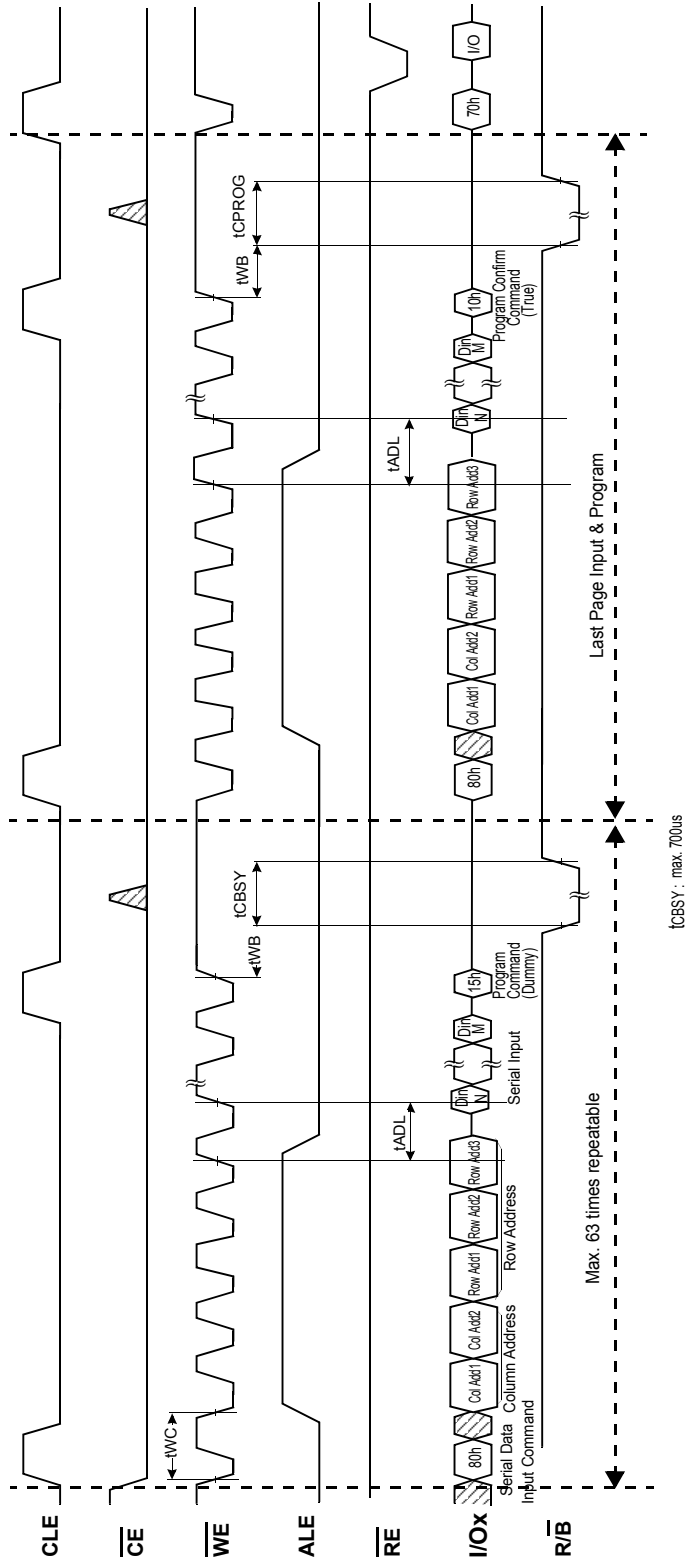 CLE
CE
WE
ALE
RE
I/Ox
R/B
tWC
tADL
tWB
tCBSY
tADL
tWB
tCPROG
80h
Col Add1
Col Add2
Row Add1
Row Add2
Row Add3
Din
N
Din
M
15h
80h
Col Add1
Col Add2
Row Add1
Row Add2
Row Add3
Din
N
Din
M
10h
70h
I/O
Serial Data
Input Command
Column Address
Row Address
Serial Input
Program
Command
(Dummy)
Program Confirm
Command
(True)
Max. 63 times repeatable
Last Page Input & Program
tCBSY : max. 700us